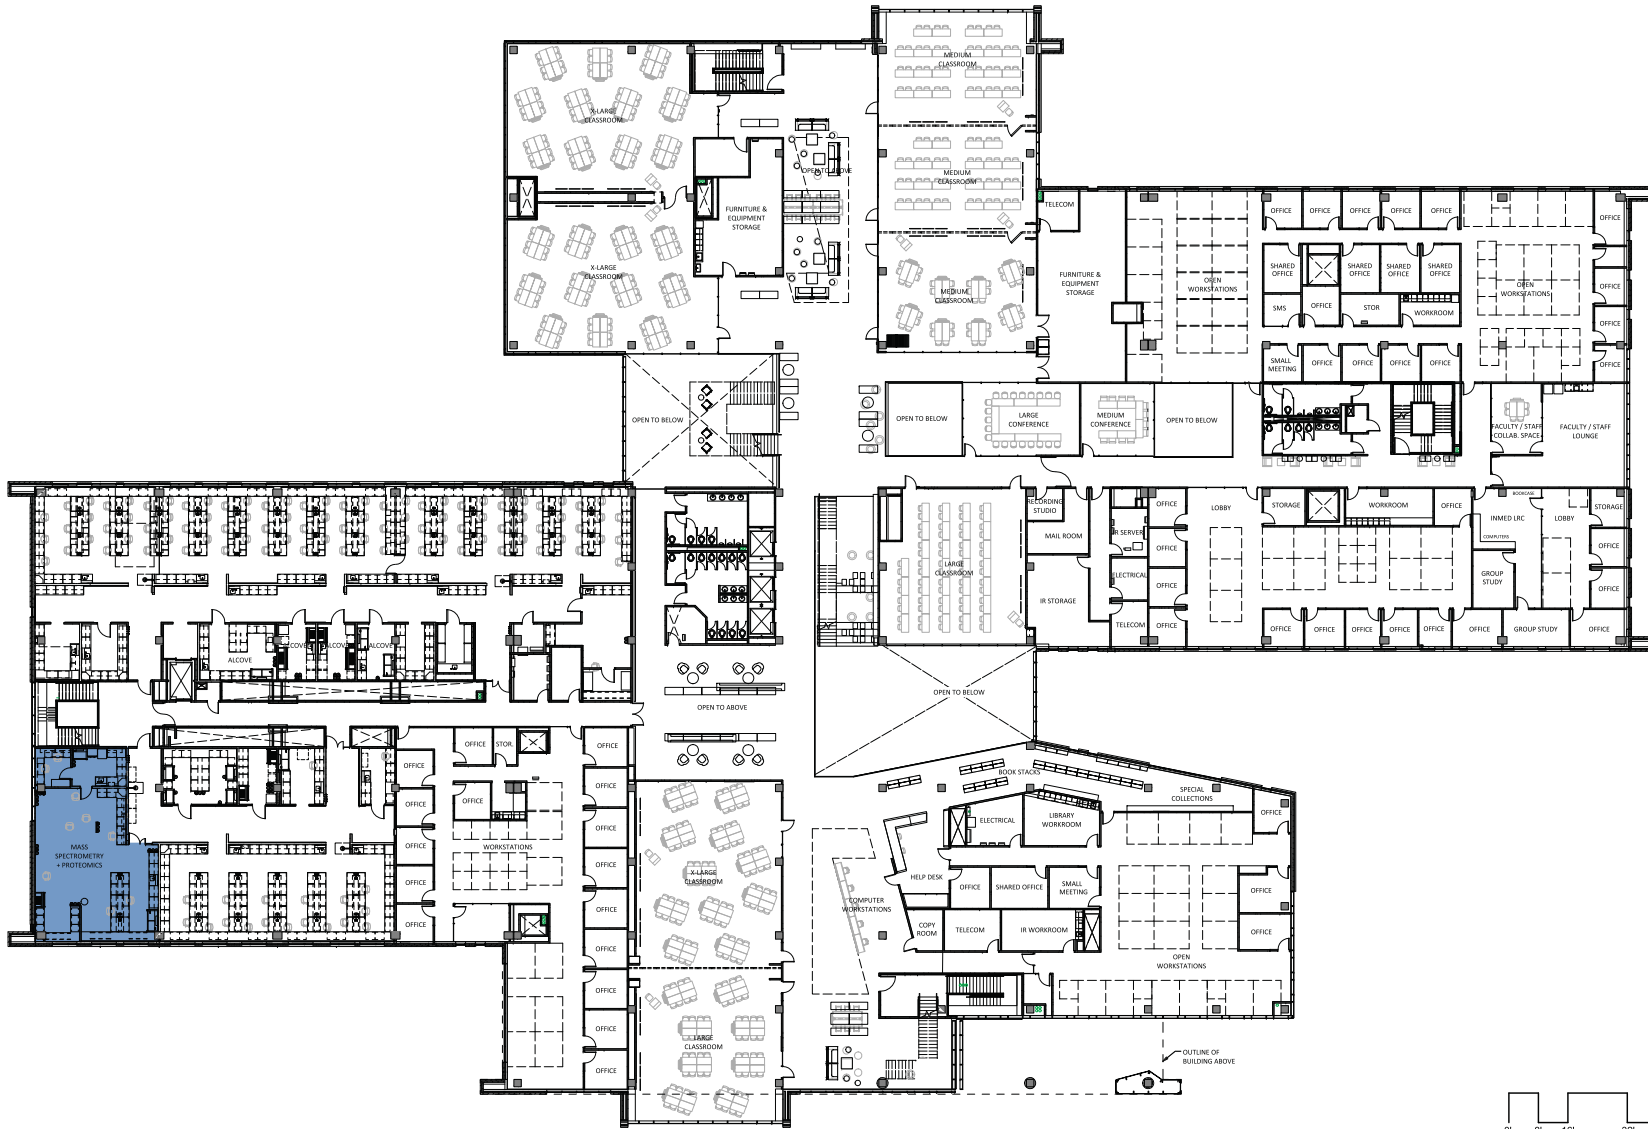 MEDIUM
CLASSROOM
X-LARGE
CLASSROOM
OPEN TO ABOVE
MEDIUM
CLASSROOM
FURNITURE &
EQUIPMENT
STORAGE
X-LARGE
CLASSROOM
MEDIUM
CLASSROOM
TELECOM
FURNITURE &
EQUIPMENT
STORAGE
OPEN
WORKSTATIONS
OFFICE
OFFICE
OFFICE
OFFICE
OFFICE
OFFICE
SHARED
OFFICE
SHARED
OFFICE
SHARED
OFFICE
SHARED
OFFICE
OFFICE
SMS
OFFICE
STOR
WORKROOM
OPEN
WORKSTATIONS
OFFICE
OFFICE
SMALL
MEETING
OFFICE
OFFICE
OFFICE
OFFICE
OFFICE
OPEN TO BELOW
OPEN TO BELOW
LARGE
CONFERENCE
MEDIUM
CONFERENCE
OPEN TO BELOW
FACULTY / STAFF
COLLAB. SPACE
FACULTY / STAFF
LOUNGE
RECORDING
STUDIO
MAIL ROOM
IR SERVER
ELECTRICAL
IR STORAGE
TELECOM
LARGE
CLASSROOM
OFFICE
OFFICE
OFFICE
OFFICE
LOBBY
STORAGE
WORKROOM
OFFICE
BOOKCASE
INMED LRC
COMPUTERS
LOBBY
STORAGE
OFFICE
GROUP
STUDY
OFFICE
OFFICE
OFFICE
OFFICE
OFFICE
OFFICE
OFFICE
GROUP STUDY
OFFICE
ALCOVE
ALCOVE
ALCOVE
ALCOVE
OPEN TO BELOW
OPEN TO ABOVE
OFFICE
STOR.
OFFICE
OFFICE
OFFICE
OFFICE
OFFICE
OFFICE
OFFICE
WORKSTATIONS
OFFICE
OFFICE
OFFICE
OFFICE
OFFICE
OFFICE
OFFICE
OFFICE
OFFICE
MASS
SPECTROMETRY
+ PROTEOMICS
X-LARGE
CLASSROOM
LARGE
CLASSROOM
BOOK STACKS
SPECIAL
COLLECTIONS
OFFICE
ELECTRICAL
LIBRARY
WORKROOM
HELP DESK
OFFICE
SHARED OFFICE
SMALL
MEETING
OFFICE
COMPUTER
WORKSTATIONS
COPY
ROOM
TELECOM
IR WORKROOM
OFFICE
OPEN
WORKSTATIONS
OUTLINE OF
BUILDING ABOVE